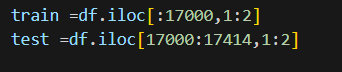 train =df.iloc[:17000,1:2]
test =df.iloc[17000:17414,1:2]